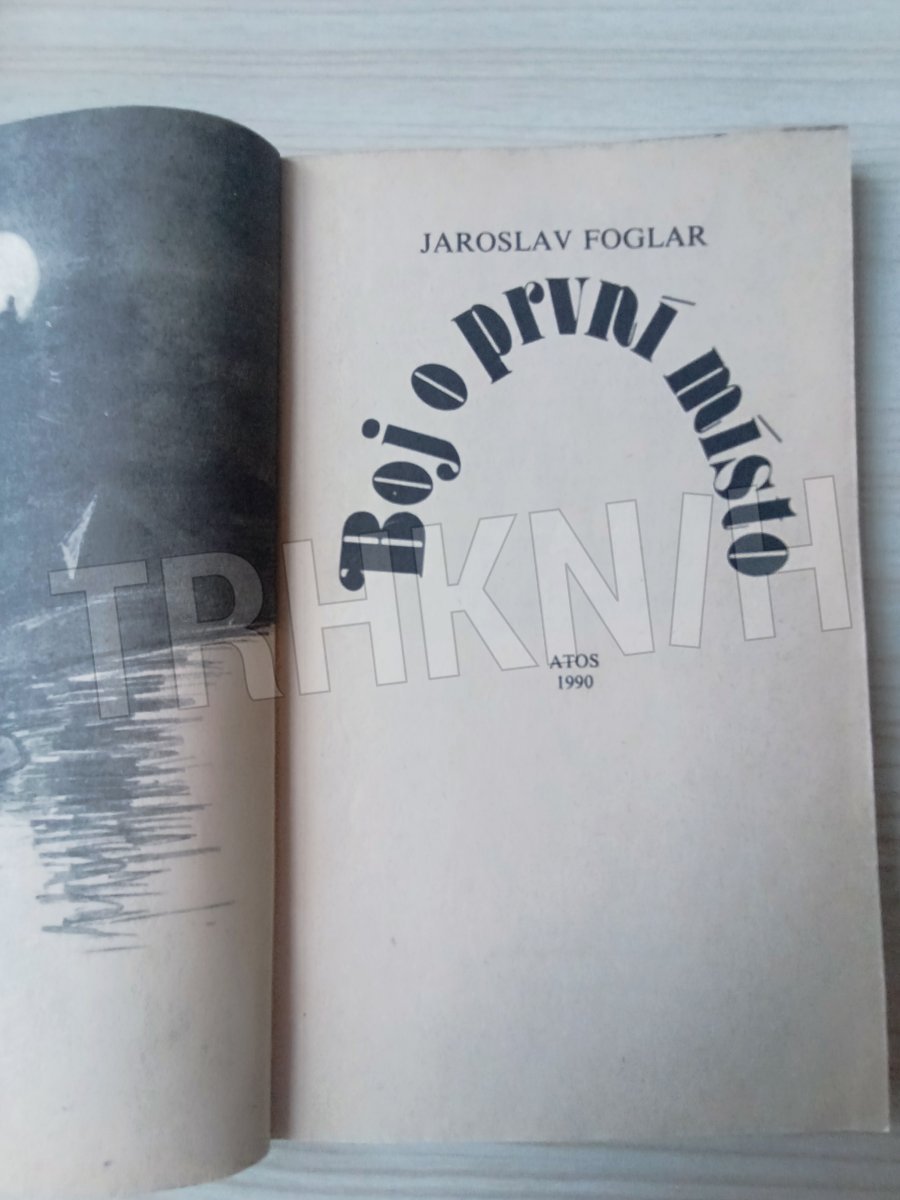 JAROSLAV FOGLAR
Boj o první místo
TRHKNIH
ATOS
1990